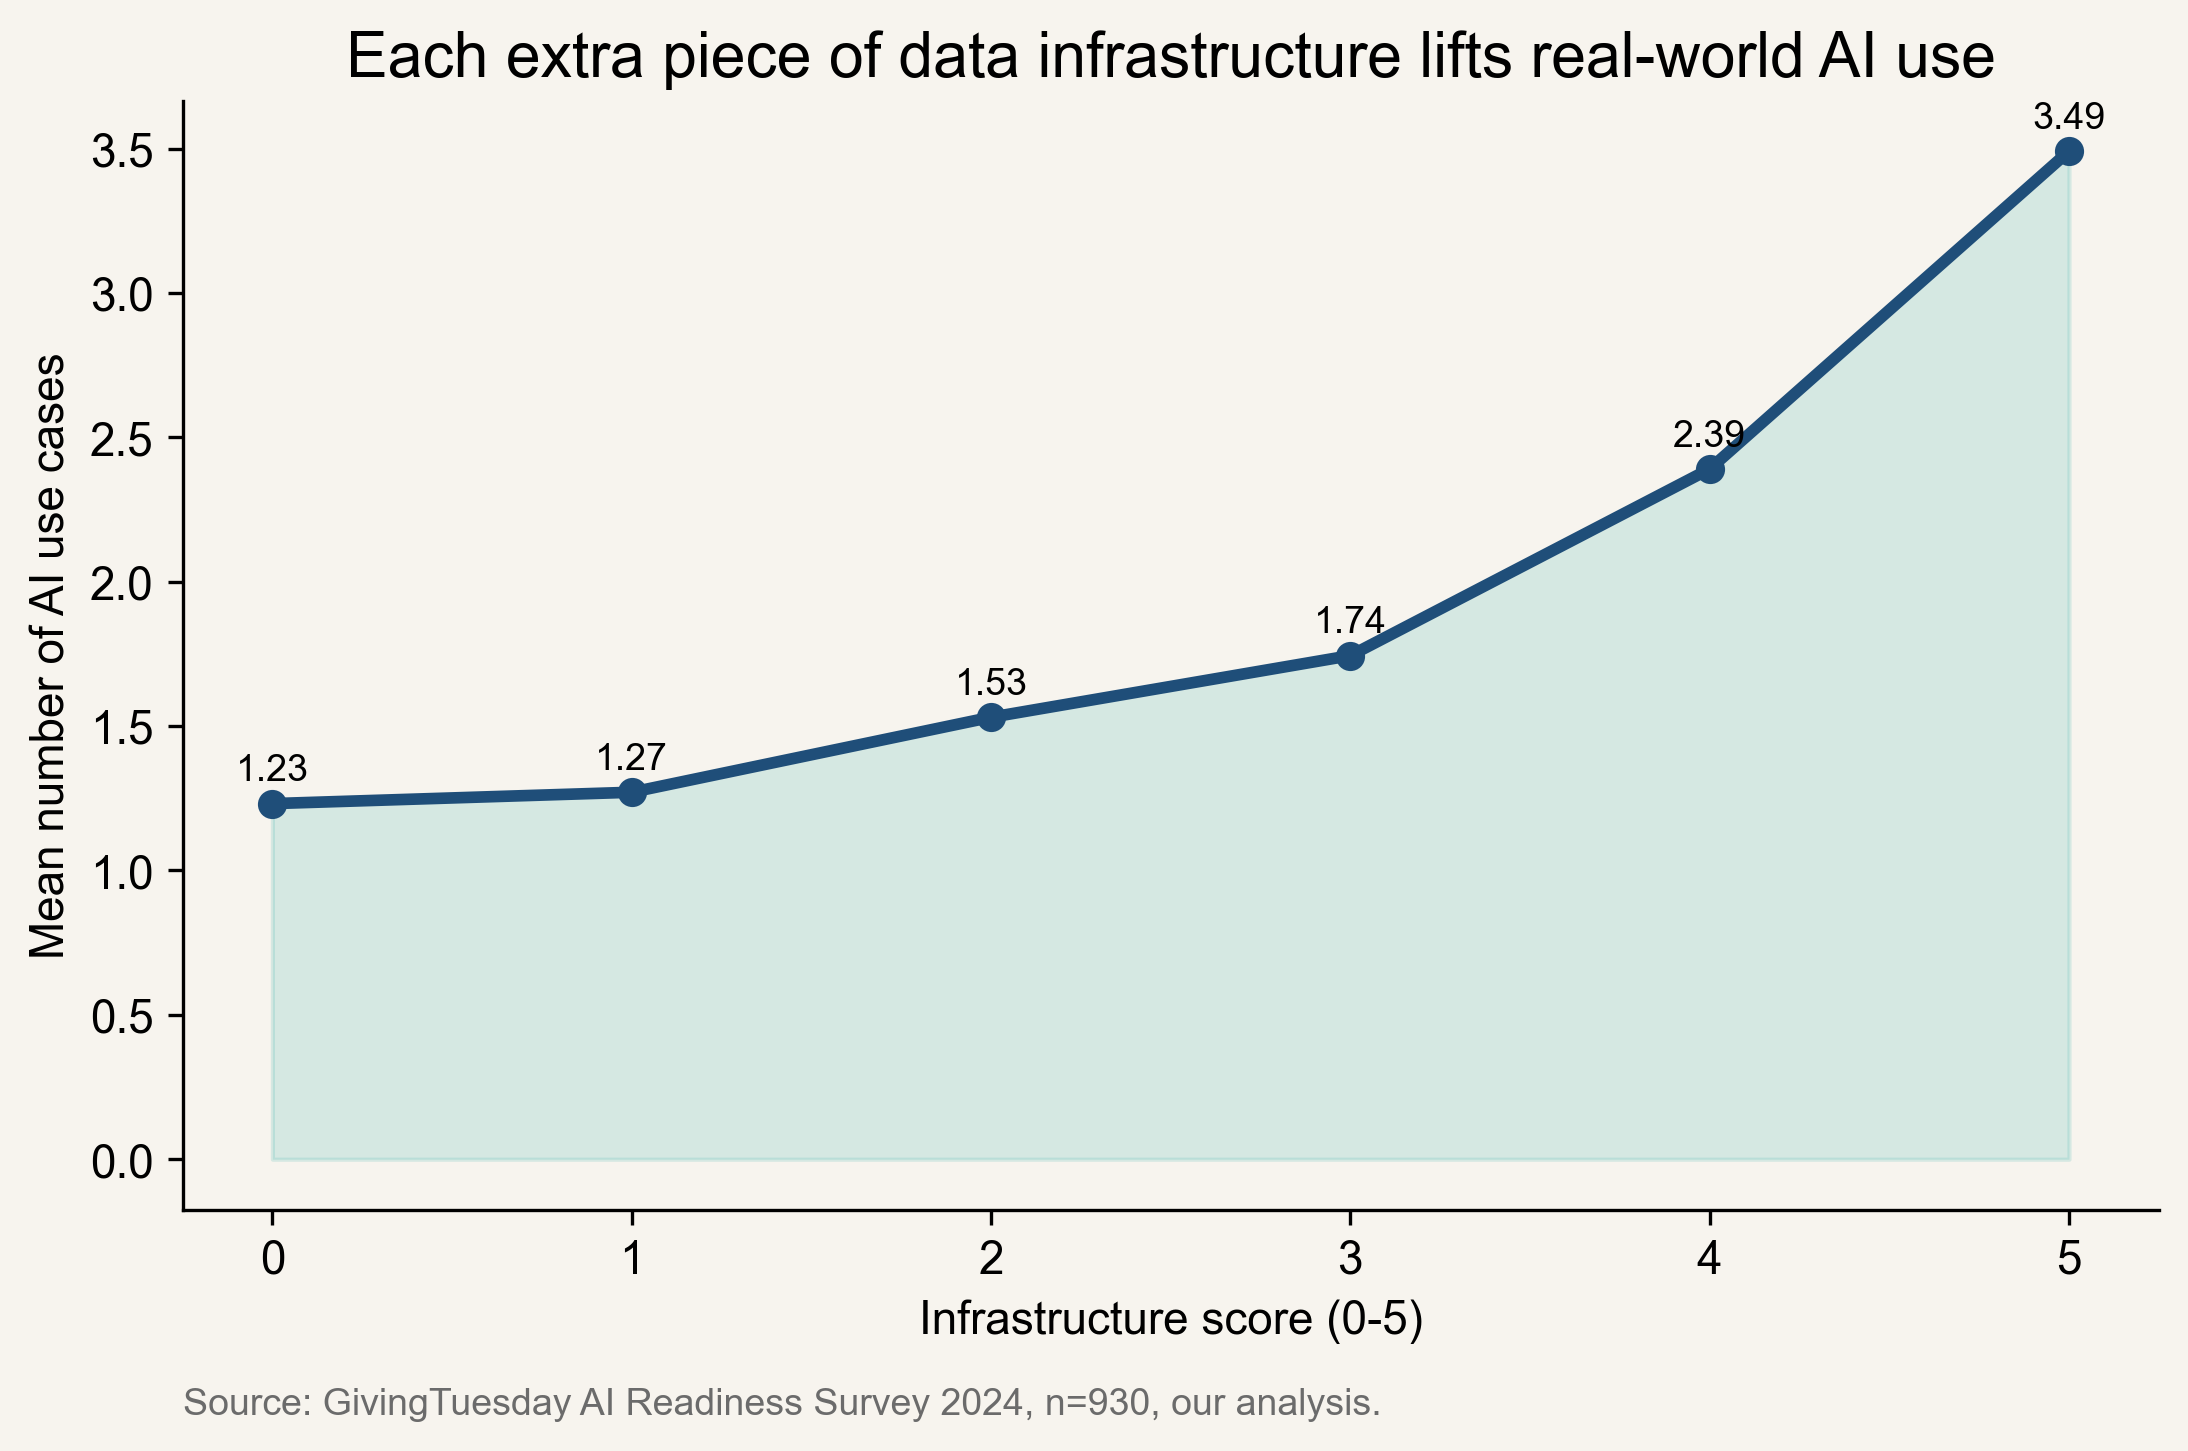 Each extra piece of data infrastructure lifts real-world AI use
3.49
3.5
3.0
2.5
2.39
2.0
1.74
1.53
1.5
1.27
1.23
1.0
0.5
0.0
Mean number of AI use cases
0 1 2 3 4 5
Infrastructure score (0-5)
Source: GivingTuesday AI Readiness Survey 2024, n=930, our analysis.